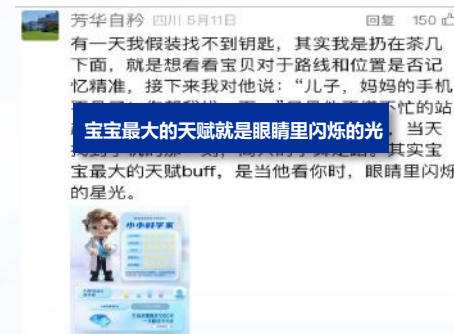 芳华自矜 四川 5月11日 回复 150
有一天我假装找不到钥匙，其实我是扔在茶几
下面，就是想看看宝贝对于路线和位置是否记
忆精准，接下来我对他说：“儿子，妈妈的手机
忙的站
宝宝最大的天赋就是眼睛里闪烁的光
当天
其实宝
宝最大的天赋buff，是当他看你时，眼睛里闪烁
的星光。
小小科学家